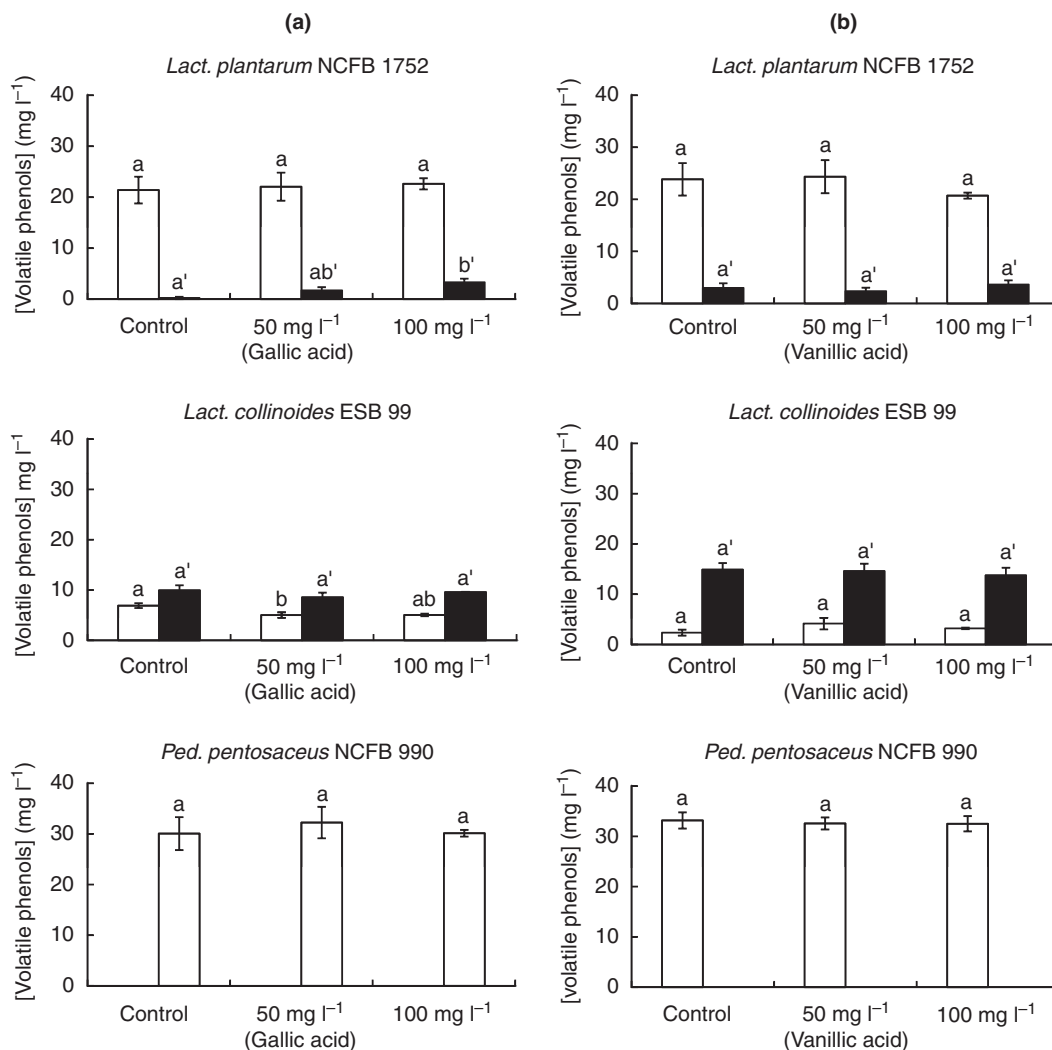 (a)
Lact. plantarum NCFB 1752
[Volatile phenols] (mg l⁻¹)
40
30
20
10
0
a
a'
a
ab'
a
b'
Control
50 mg l⁻¹
100 mg l⁻¹
(Gallic acid)
Lact. collinoides ESB 99
[Volatile phenols] mg l⁻¹
40
30
20
10
0
a
a'
b
a'
ab
a'
Control
50 mg l⁻¹
100 mg l⁻¹
(Gallic acid)
Ped. pentosaceus NCFB 990
[Volatile phenols] (mg l⁻¹)
40
30
20
10
0
a
a
a
Control
50 mg l⁻¹
100 mg l⁻¹
(Gallic acid)
(b)
Lact. plantarum NCFB 1752
[Volatile phenols] (mg l⁻¹)
40
30
20
10
0
a
a'
a
a'
a
a'
Control
50 mg l⁻¹
100 mg l⁻¹
(Vanillic acid)
Lact. collinoides ESB 99
[Volatile phenols] (mg l⁻¹)
40
30
20
10
0
a
a'
a
a'
a
a'
Control
50 mg l⁻¹
100 mg l⁻¹
(Vanillic acid)
Ped. pentosaceus NCFB 990
[volatile phenols] (mg l⁻¹)
40
30
20
10
0
a
a
a
Control
50 mg l⁻¹
100 mg l⁻¹
(Vanillic acid)